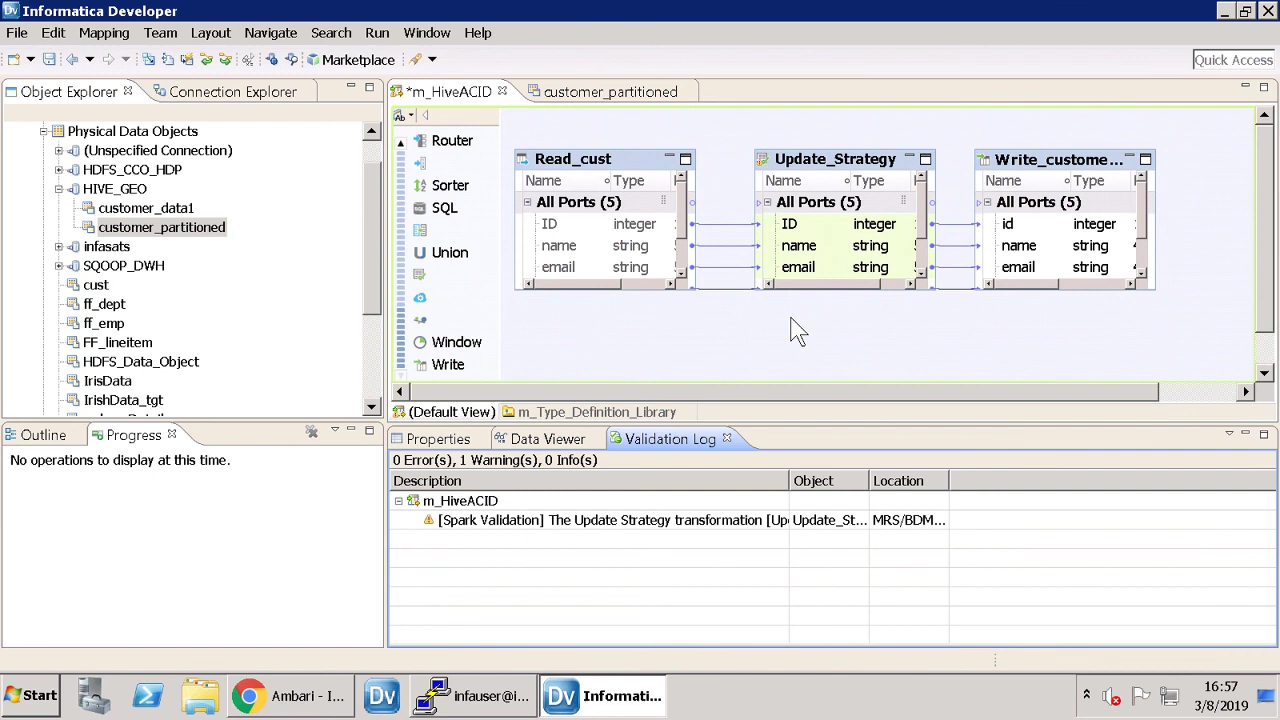 Informatica Developer
File Edit Mapping Team Layout Navigate Search Run Window Help
Marketplace
Quick Access
Object Explorer
Connection Explorer
Physical Data Objects
(Unspecified Connection)
HDFS_CCO_HDP
HIVE_CFO
customer_data1
customer_partitioned
infasats
SQOOP_DWH
cust
ff_dept
ff_emp
FF_lineitem
HDFS_Data_Object
IrisData
IrishData_tgt
*m_HiveACID
customer_partitioned
Router
Sorter
SQL
Union
Window
Write
Read_cust
Name Type
All Ports (5)
ID integer
name string
email string
Update_Strategy
Name Type
All Ports (5)
ID integer
name string
email string
Write_custome...
Name Type
All Ports (5)
id integer
name string
email string
(Default View) m_Type_Definition_Library
Outline
Progress
No operations to display at this time.
Properties
Data Viewer
Validation Log
0 Error(s), 1 Warning(s), 0 Info(s)
Description Object Location
m_HiveACID
[Spark Validation] The Update Strategy transformation [Up Update_St... MRS/BDM...
Start
Ambari - I...
infauser@i...
Informati...
16:57
3/8/2019